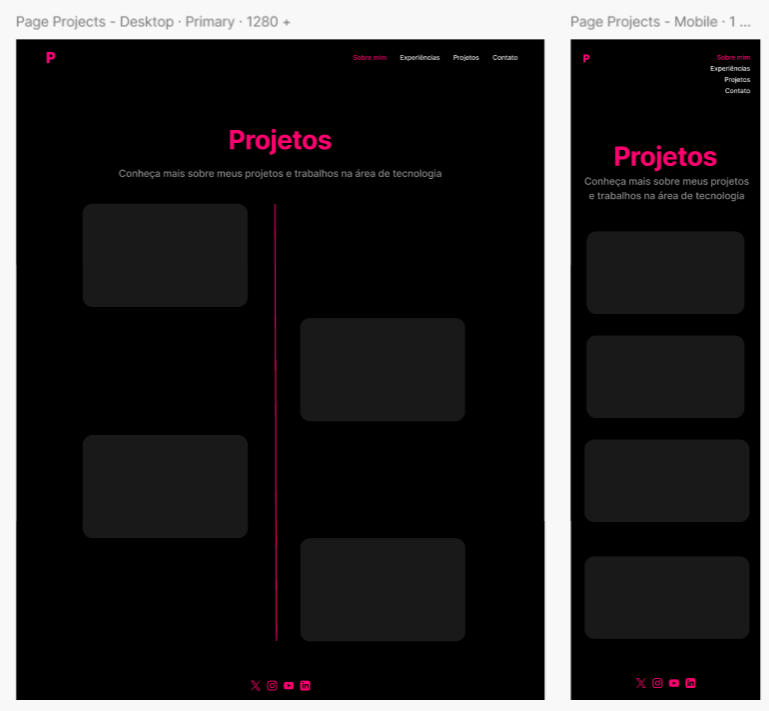 Page Projects - Desktop · Primary · 1280 +
P
Sobre mim Experiências Projetos Contato
Projetos
Conheça mais sobre meus projetos e trabalhos na área de tecnologia
Page Projects - Mobile · 1 ...
P
Sobre mim
Experiências
Projetos
Contato
Projetos
Conheça mais sobre meus projetos
e trabalhos na área de tecnologia